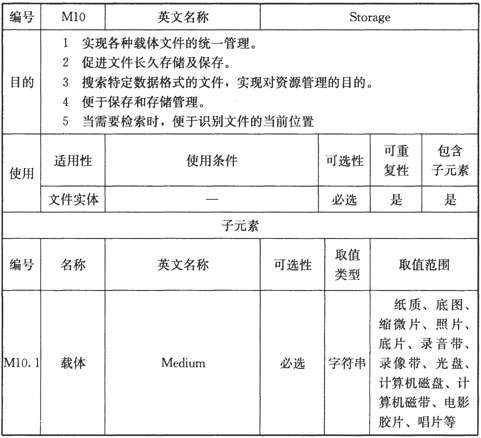 编号 M10 英文名称 Storage
目的
1 实现各种载体文件的统一管理。
2 促进文件长久存储及保存。
3 搜索特定数据格式的文件，实现对资源管理的目的。
4 便于保存和存储管理。
5 当需要检索时，便于识别文件的当前位置
使用 适用性 使用条件 可选性 可重复性 包含子元素
文件实体 — 必选 是 是
子元素
编号 名称 英文名称 可选性 取值类型 取值范围
M10.1 载体 Medium 必选 字符串
纸质、底图、
缩微片、照片、
底片、录音带、
录像带、光盘、
计算机磁盘、计
算机磁带、电影
胶片、唱片等